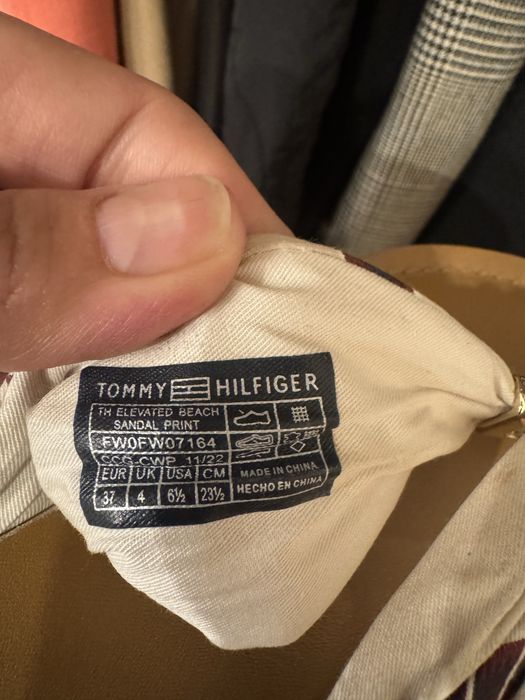 TOMMY HILFIGER
TH ELEVATED BEACH
SANDAL PRINT
FW0FW07164
CCG CWP 11/22
EUR UK USA CM
37 4 6½ 23½
MADE IN CHINA
HECHO EN CHINA